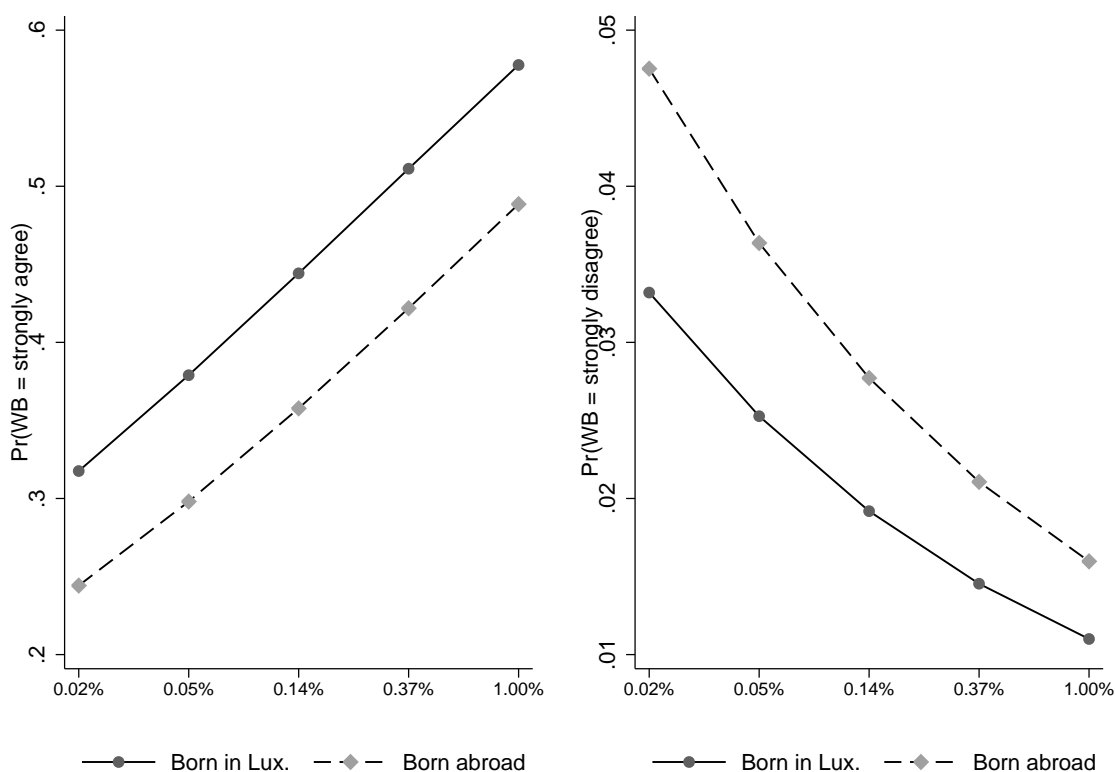 Pr(WB = strongly agree)
.6
.5
.4
.3
.2
0.02% 0.05% 0.14% 0.37% 1.00%
Born in Lux. Born abroad
Pr(WB = strongly disagree)
.05
.04
.03
.02
.01
0.02% 0.05% 0.14% 0.37% 1.00%
Born in Lux. Born abroad